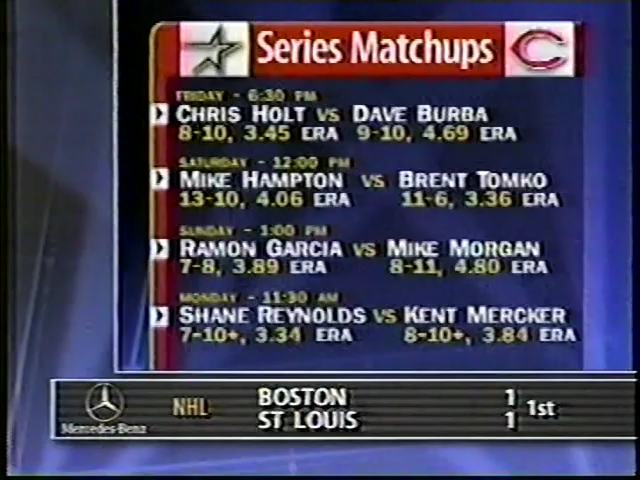 Series Matchups
FRIDAY - 6:30 PM
CHRIS HOLT VS DAVE BURBA
8-10, 3.45 ERA 9-10, 4.69 ERA
SATURDAY - 12:00 PM
MIKE HAMPTON VS BRENT TOMKO
13-10, 4.06 ERA 11-6, 3.36 ERA
SUNDAY - 1:00 PM
RAMON GARCIA VS MIKE MORGAN
7-8, 3.89 ERA 8-11, 4.80 ERA
MONDAY - 11:30 AM
SHANE REYNOLDS VS KENT MERCKER
7-10+, 3.34 ERA 8-10+, 3.84 ERA
NHL BOSTON 1 1st
ST LOUIS 1
Mercedes-Benz